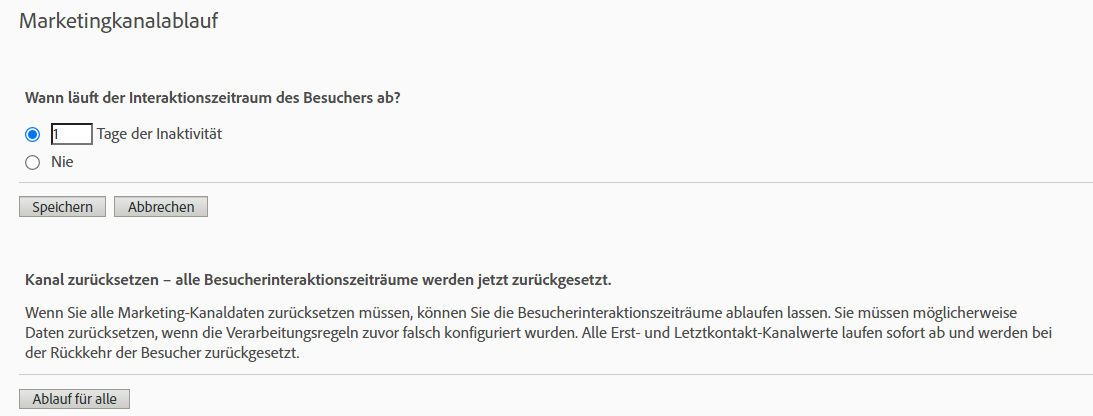 Marketingkanalablauf
Wann läuft der Interaktionszeitraum des Besuchers ab?
1 Tage der Inaktivität
Nie
Speichern Abbrechen
Kanal zurücksetzen – alle Besucherinteraktionszeiträume werden jetzt zurückgesetzt.
Wenn Sie alle Marketing-Kanaldaten zurücksetzen müssen, können Sie die Besucherinteraktionszeiträume ablaufen lassen. Sie müssen möglicherweise
Daten zurücksetzen, wenn die Verarbeitungsregeln zuvor falsch konfiguriert wurden. Alle Erst- und Letztkontakt-Kanalwerte laufen sofort ab und werden bei
der Rückkehr der Besucher zurückgesetzt.
Ablauf für alle